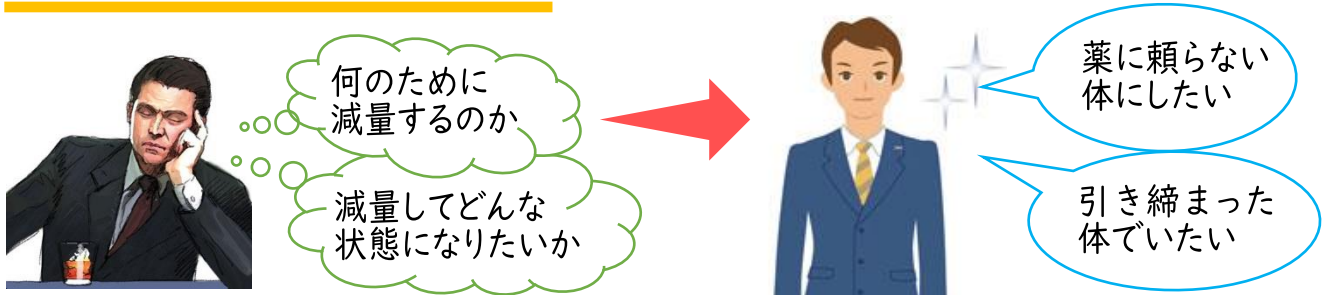 何のために
減量するのか
減量してどんな
状態になりたいか
薬に頼らない
体にしたい
引き締まった
体でいたい